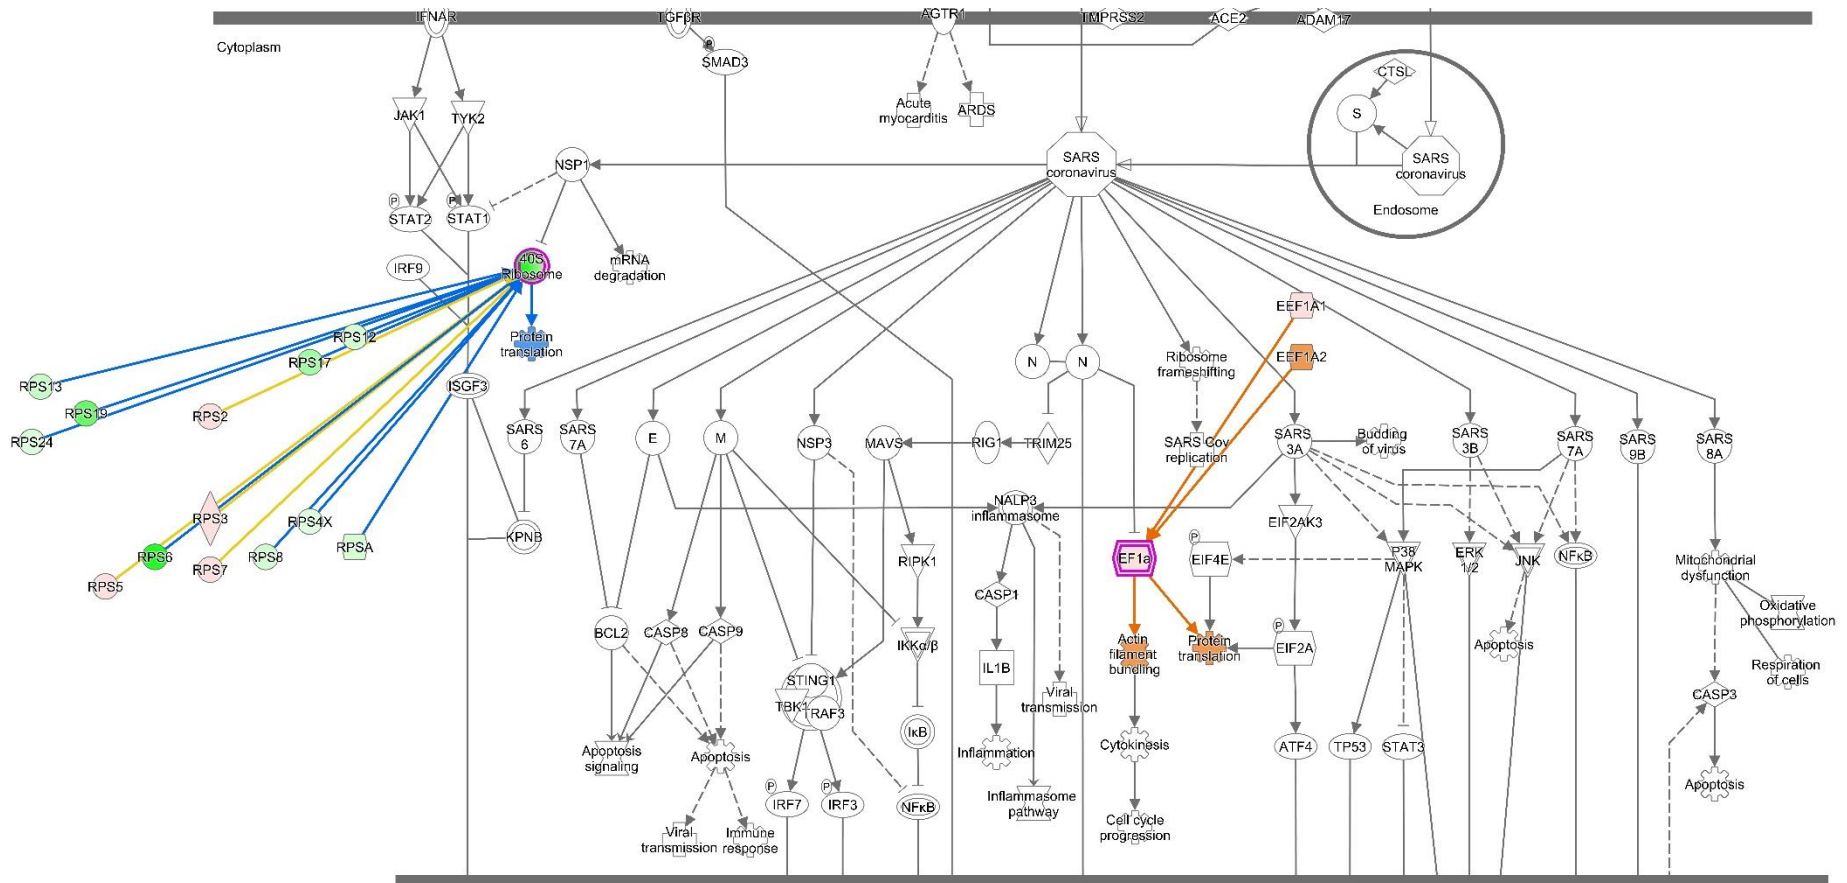 IFNAR
TGFβR
AGTR1
TMPRSS2
ACE2
ADAM17
Cytoplasm
P
SMAD3
CTSL
JAK1
TYK2
Acute
myocarditis
ARDS
S
NSP1
SARS
coronavirus
SARS
coronavirus
P
STAT2
P
STAT1
Endosome
IRF9
40S
Ribosome
mRNA
degradation
EEF1A1
RPS12
Protein
translation
RPS17
N
N
Ribosome
frameshifting
EEF1A2
RPS13
ISGF3
RPS19
RPS2
RPS24
SARS
6
SARS
7A
E
M
NSP3
MAVS
RIG1
TRIM25
SARS Cov
replication
SARS
3A
Budding
of virus
SARS
3B
SARS
7A
SARS
9B
SARS
8A
RPS3
RPS4X
NALP3
inflammasome
EIF2AK3
KPNB
RPS6
RPS8
RPSA
RPS7
RPS5
RIPK1
EF1a
P
EIF4E
P38
MAPK
ERK
1/2
JNK
NFκB
Mitochondrial
dysfunction
CASP1
Oxidative
phosphorylation
BCL2
CASP8
CASP9
IKKα/β
Actin
filament
bundling
Protein
translation
P
EIF2A
Apoptosis
IL1B
STING1
TBK1
TRAF3
Respiration
of cells
Viral
transmission
CASP3
IκB
Apoptosis
signaling
Apoptosis
Inflammation
Cytokinesis
ATF4
TP53
STAT3
Apoptosis
P
IRF7
P
IRF3
NFκB
Inflammasome
pathway
Viral
transmission
Immune
response
Cell cycle
progression